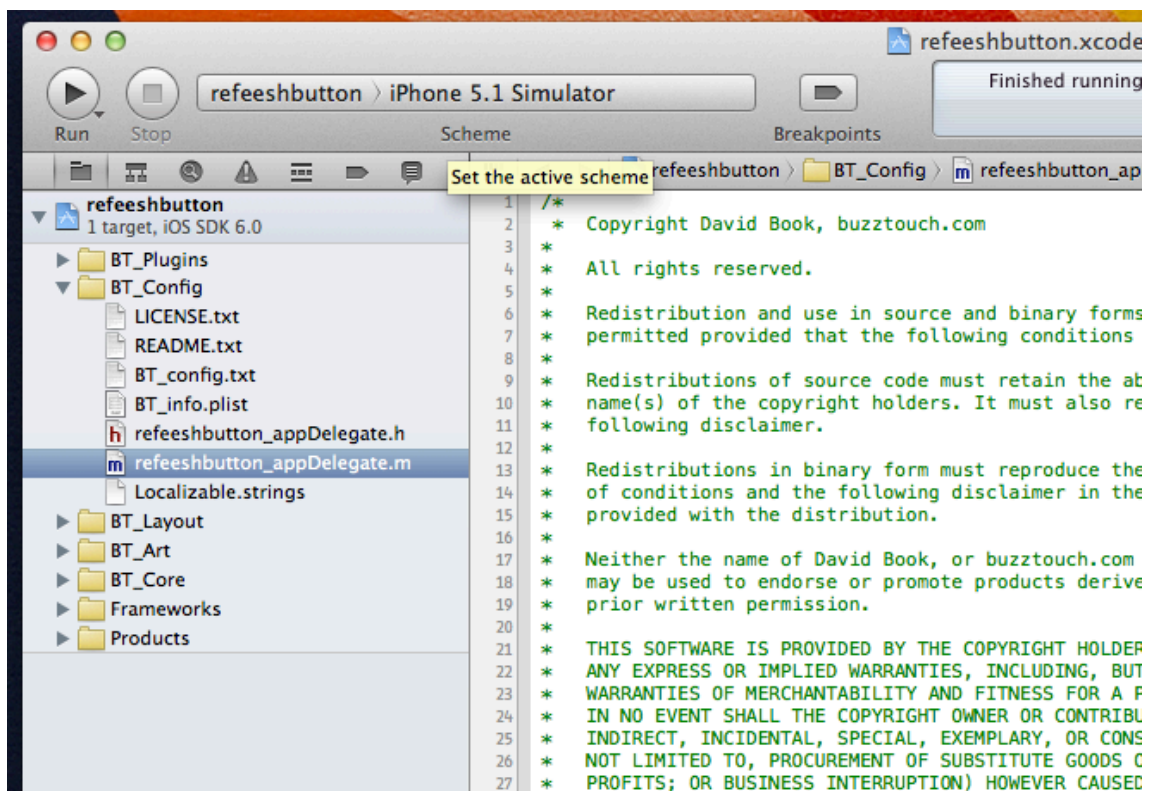 refeeshbutton.xcode
refeeshbutton > iPhone 5.1 Simulator
Finished running
Run
Stop
Scheme
Breakpoints
Set the active scheme
refeeshbutton > BT_Config > m refeeshbutton_ap
refeeshbutton
1 target, iOS SDK 6.0
BT_Plugins
BT_Config
LICENSE.txt
README.txt
BT_config.txt
BT_info.plist
h refeeshbutton_appDelegate.h
m refeeshbutton_appDelegate.m
Localizable.strings
BT_Layout
BT_Art
BT_Core
Frameworks
Products
1 /*
2 * Copyright David Book, buzztouch.com
3 *
4 * All rights reserved.
5 *
6 * Redistribution and use in source and binary forms
7 * permitted provided that the following conditions
8 *
9 * Redistributions of source code must retain the ab
10 * name(s) of the copyright holders. It must also re
11 * following disclaimer.
12 *
13 * Redistributions in binary form must reproduce the
14 * of conditions and the following disclaimer in the
15 * provided with the distribution.
16 *
17 * Neither the name of David Book, or buzztouch.com
18 * may be used to endorse or promote products derive
19 * prior written permission.
20 *
21 * THIS SOFTWARE IS PROVIDED BY THE COPYRIGHT HOLDER
22 * ANY EXPRESS OR IMPLIED WARRANTIES, INCLUDING, BUT
23 * WARRANTIES OF MERCHANTABILITY AND FITNESS FOR A P
24 * IN NO EVENT SHALL THE COPYRIGHT OWNER OR CONTRIBU
25 * INDIRECT, INCIDENTAL, SPECIAL, EXEMPLARY, OR CONS
26 * NOT LIMITED TO, PROCUREMENT OF SUBSTITUTE GOODS O
27 * PROFITS; OR BUSINESS INTERRUPTION) HOWEVER CAUSED